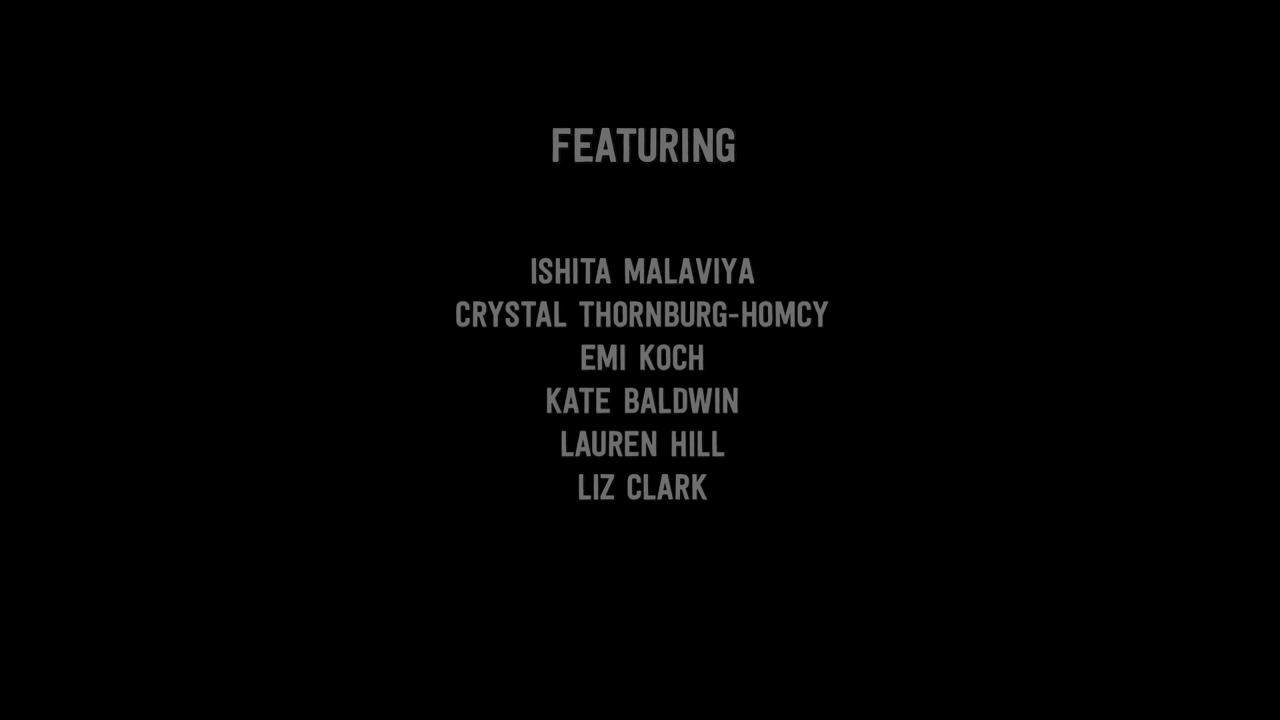 FEATURING
ISHITA MALAVIYA
CRYSTAL THORNBURG-HOMCY
EMI KOCH
KATE BALDWIN
LAUREN HILL
LIZ CLARK